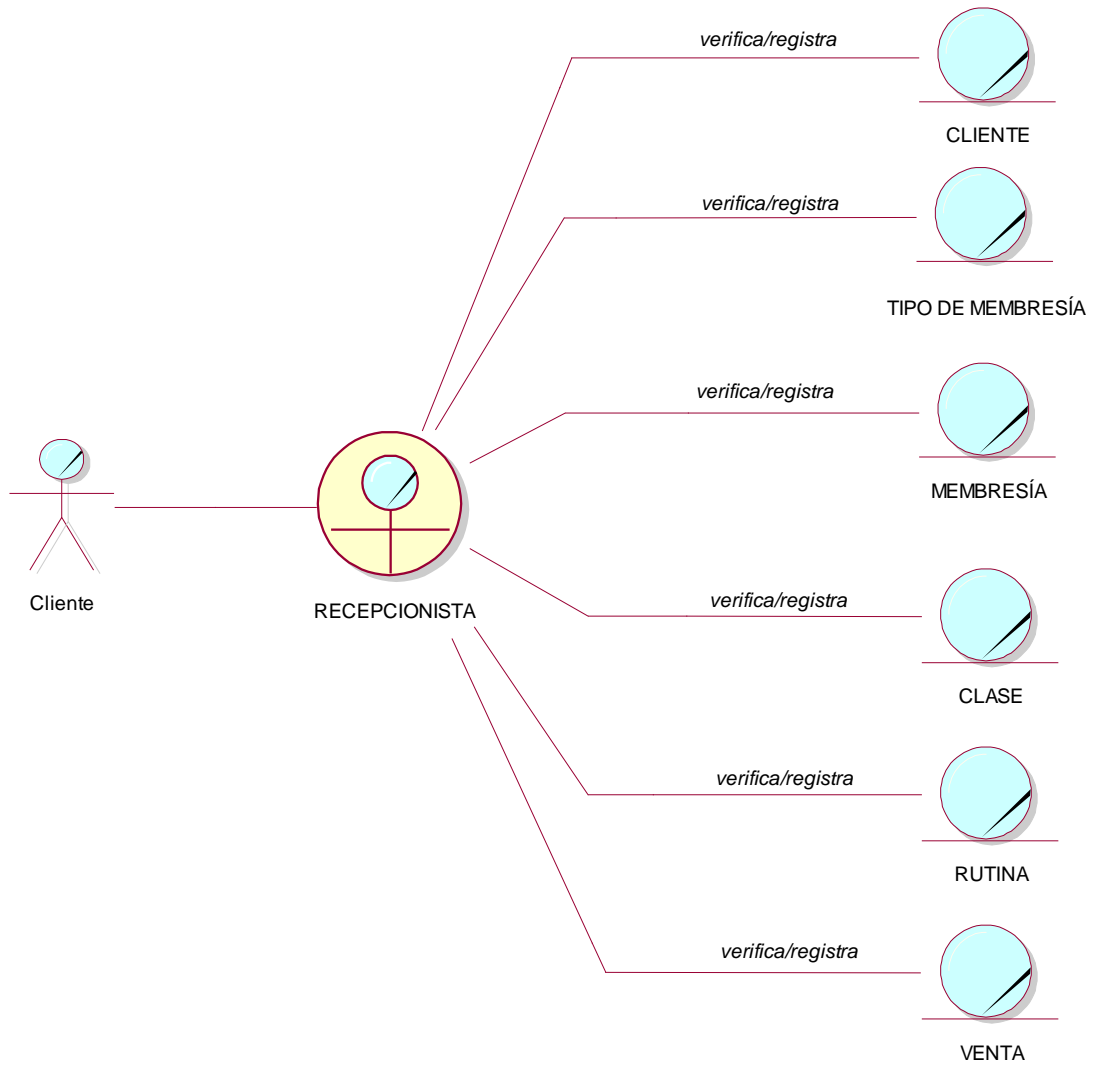 verifica/registra
CLIENTE
verifica/registra
TIPO DE MEMBRESÍA
verifica/registra
MEMBRESÍA
Cliente
RECEPCIONISTA
verifica/registra
CLASE
verifica/registra
RUTINA
verifica/registra
VENTA